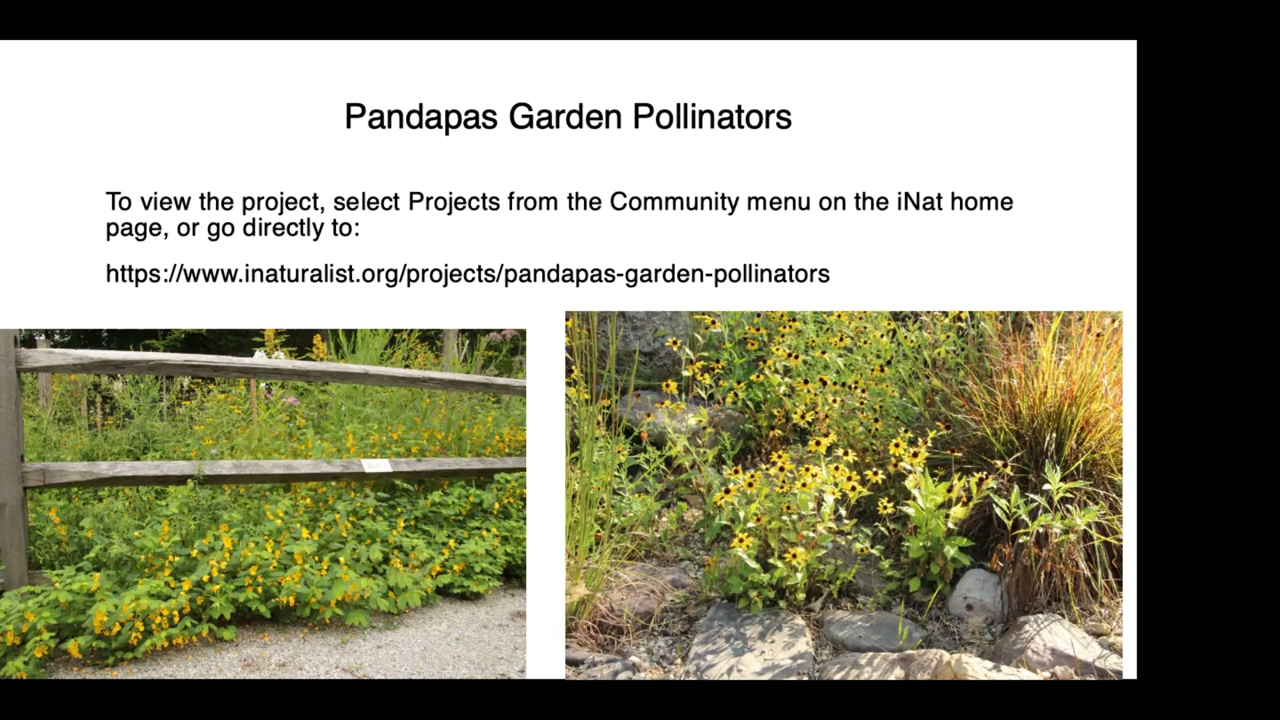 Pandapas Garden Pollinators
To view the project, select Projects from the Community menu on the iNat home
page, or go directly to:
https://www.inaturalist.org/projects/pandapas-garden-pollinators